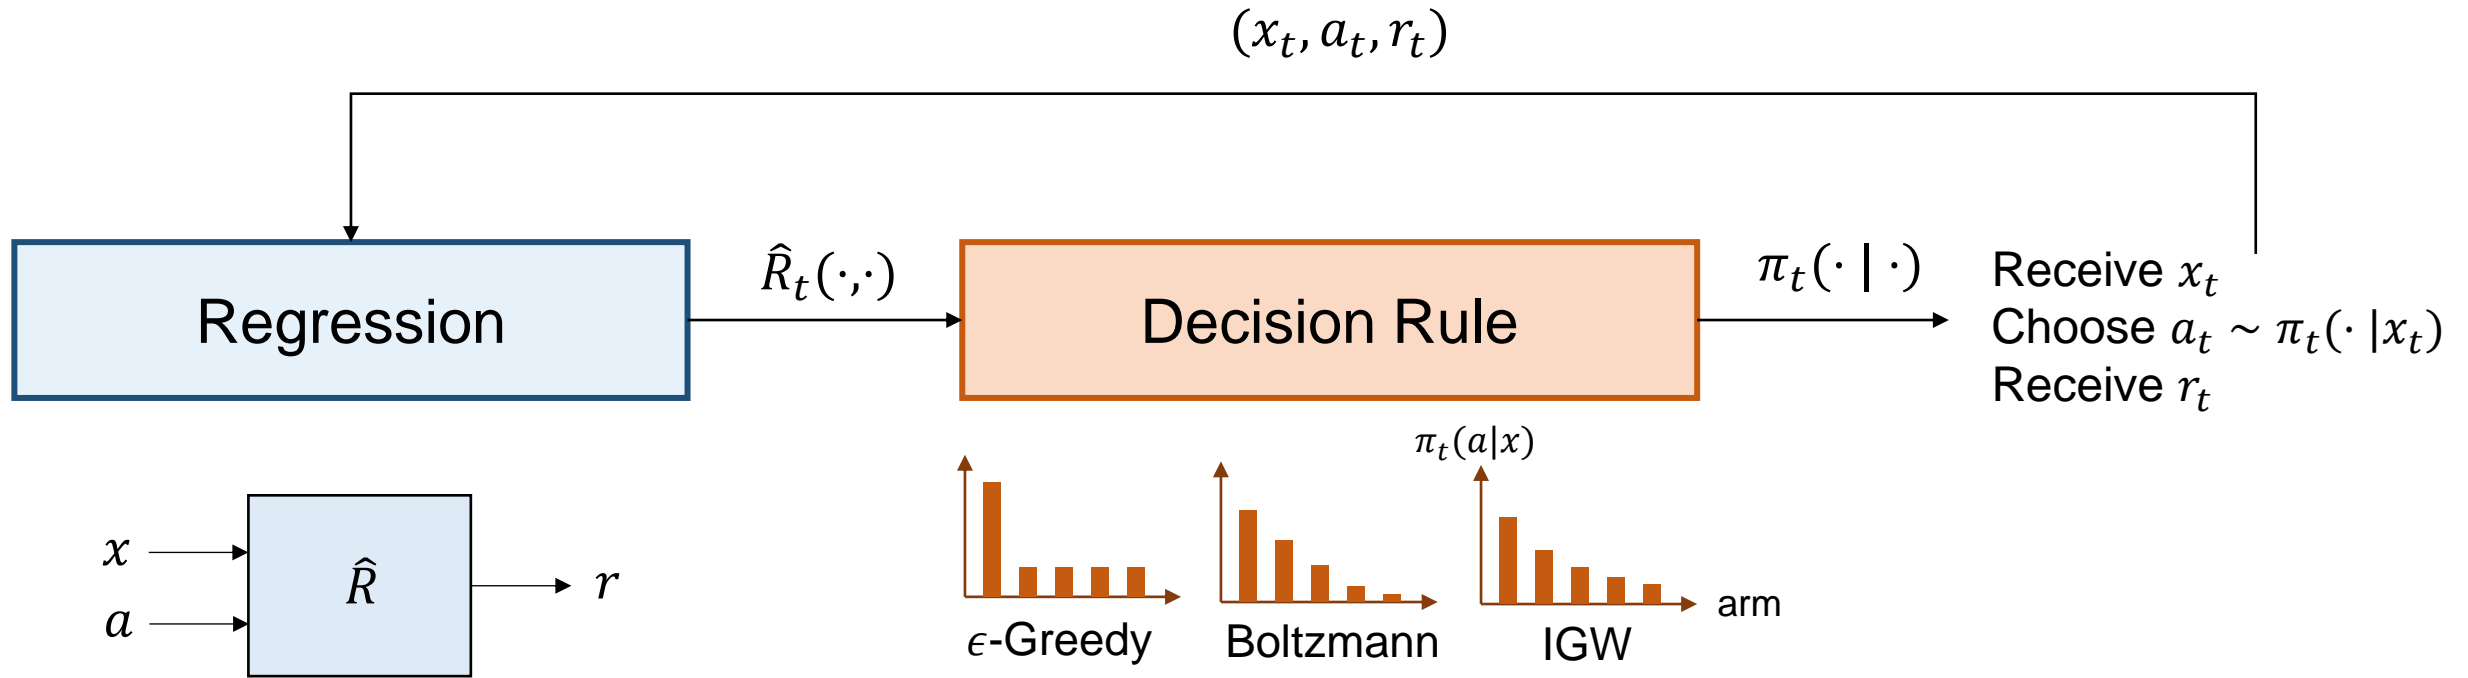 (x_t, a_t, r_t)
Regression
R̂_t(·,·)
Decision Rule
π_t(· | ·)
Receive x_t
Choose a_t ~ π_t(· |x_t)
Receive r_t
x
a
R̂
r
π_t(a|x)
arm
ϵ-Greedy
Boltzmann
IGW